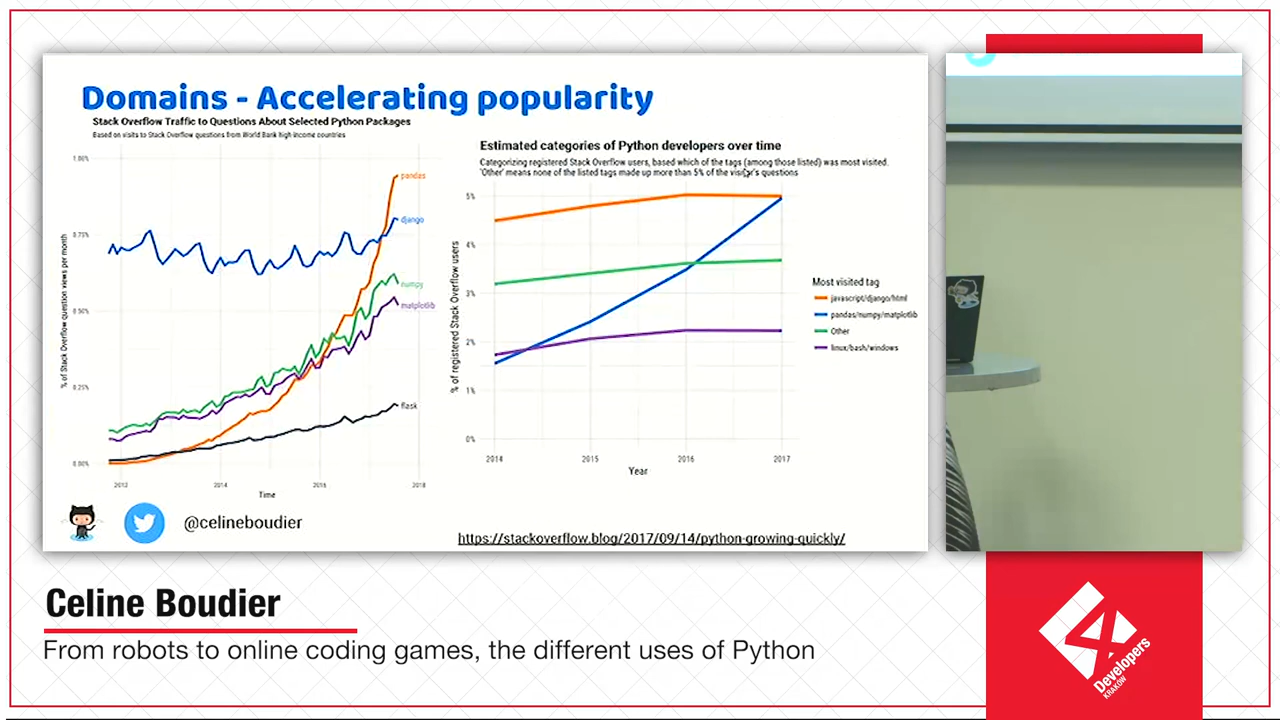 Domains - Accelerating popularity
Stack Overflow Traffic to Questions About Selected Python Packages
Based on visits to Stack Overflow questions from World Bank high-income countries
1.00%
0.75%
0.50%
0.25%
0.00%
% of Stack Overflow question views per month
pandas
django
numpy
matplotlib
flask
2012
2014
2016
2018
Time
Estimated categories of Python developers over time
Categorizing registered Stack Overflow users, based which of the tags (among those listed) was most visited.
'Other' means none of the listed tags made up more than 5% of the visitor's questions
5%
4%
3%
2%
1%
0%
% of registered Stack Overflow users
2014
2015
2016
2017
Year
Most visited tag
javascript/django/html
pandas/numpy/matplotlib
Other
linux/bash/windows
@celineboudier
https://stackoverflow.blog/2017/09/14/python-growing-quickly/
Celine Boudier
From robots to online coding games, the different uses of Python
4
Developers
KRAKOW